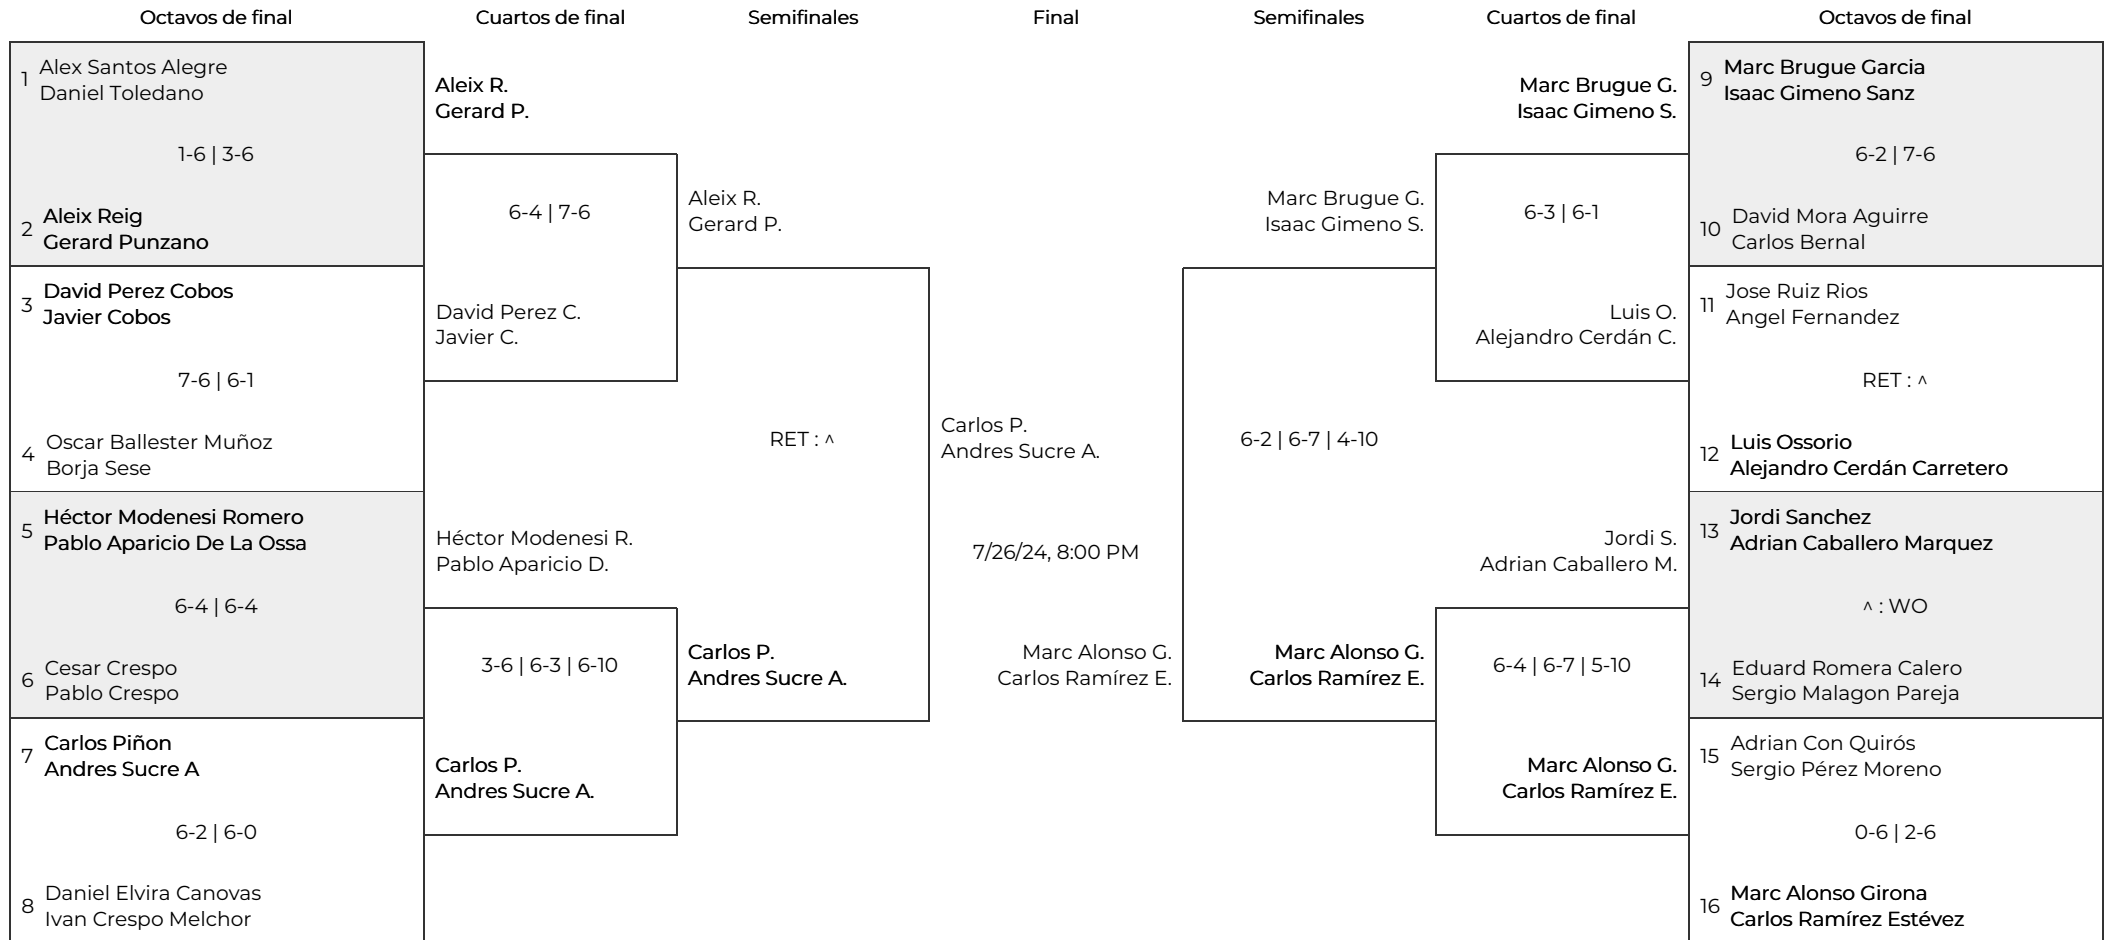 Octavos de final
Cuartos de final
Semifinales
Final
Semifinales
Cuartos de final
Octavos de final
1
Alex Santos Alegre
Daniel Toledano
1-6 | 3-6
2
Aleix Reig
Gerard Punzano
3
David Perez Cobos
Javier Cobos
7-6 | 6-1
4
Oscar Ballester Muñoz
Borja Sese
5
Héctor Modenesi Romero
Pablo Aparicio De La Ossa
6-4 | 6-4
6
Cesar Crespo
Pablo Crespo
7
Carlos Piñon
Andres Sucre A
6-2 | 6-0
8
Daniel Elvira Canovas
Ivan Crespo Melchor
Aleix R.
Gerard P.
6-4 | 7-6
David Perez C.
Javier C.
Héctor Modenesi R.
Pablo Aparicio D.
3-6 | 6-3 | 6-10
Carlos P.
Andres Sucre A.
Aleix R.
Gerard P.
RET : ^
Carlos P.
Andres Sucre A.
Carlos P.
Andres Sucre A.
7/26/24, 8:00 PM
Marc Alonso G.
Carlos Ramírez E.
Marc Brugue G.
Isaac Gimeno S.
6-2 | 6-7 | 4-10
Marc Alonso G.
Carlos Ramírez E.
Marc Brugue G.
Isaac Gimeno S.
6-3 | 6-1
Luis O.
Alejandro Cerdán C.
Jordi S.
Adrian Caballero M.
6-4 | 6-7 | 5-10
Marc Alonso G.
Carlos Ramírez E.
9
Marc Brugue Garcia
Isaac Gimeno Sanz
6-2 | 7-6
10
David Mora Aguirre
Carlos Bernal
11
Jose Ruiz Rios
Angel Fernandez
RET : ^
12
Luis Ossorio
Alejandro Cerdán Carretero
13
Jordi Sanchez
Adrian Caballero Marquez
^ : WO
14
Eduard Romera Calero
Sergio Malagon Pareja
15
Adrian Con Quirós
Sergio Pérez Moreno
0-6 | 2-6
16
Marc Alonso Girona
Carlos Ramírez Estévez